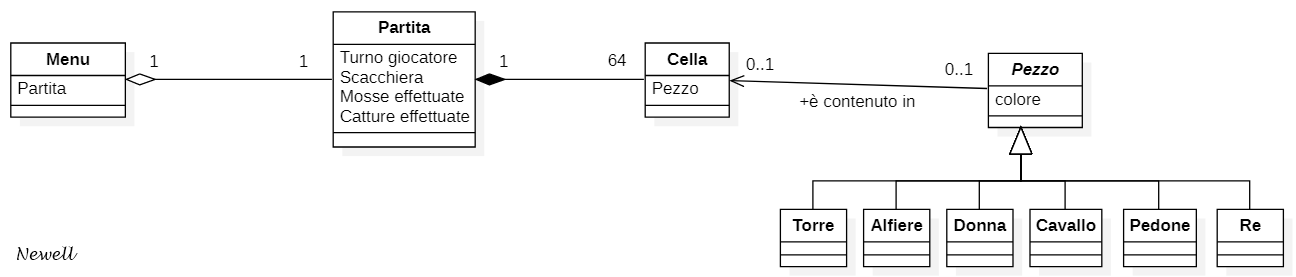 Menu
Partita
1
1
Partita
Turno giocatore
Scacchiera
Mosse effettuate
Catture effettuate
1
64
Cella
Pezzo
0..1
0..1
+è contenuto in
Pezzo
colore
Torre
Alfiere
Donna
Cavallo
Pedone
Re
Newell